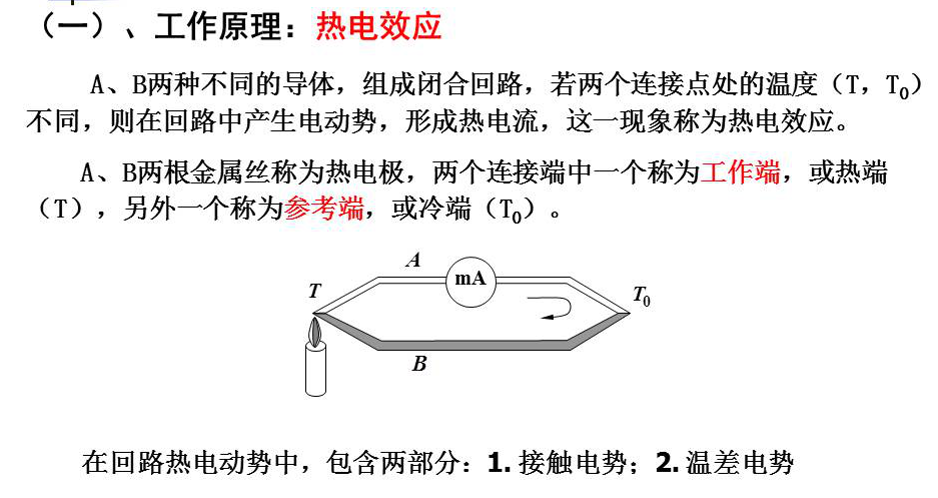 （一）、工作原理：热电效应
A、B两种不同的导体，组成闭合回路，若两个连接点处的温度（T，T₀）
不同，则在回路中产生电动势，形成热电流，这一现象称为热电效应。
A、B两根金属丝称为热电极，两个连接端中一个称为工作端，或热端
（T），另外一个称为参考端，或冷端（T₀）。
A
mA
T
T₀
B
在回路热电动势中，包含两部分：1. 接触电势；2. 温差电势